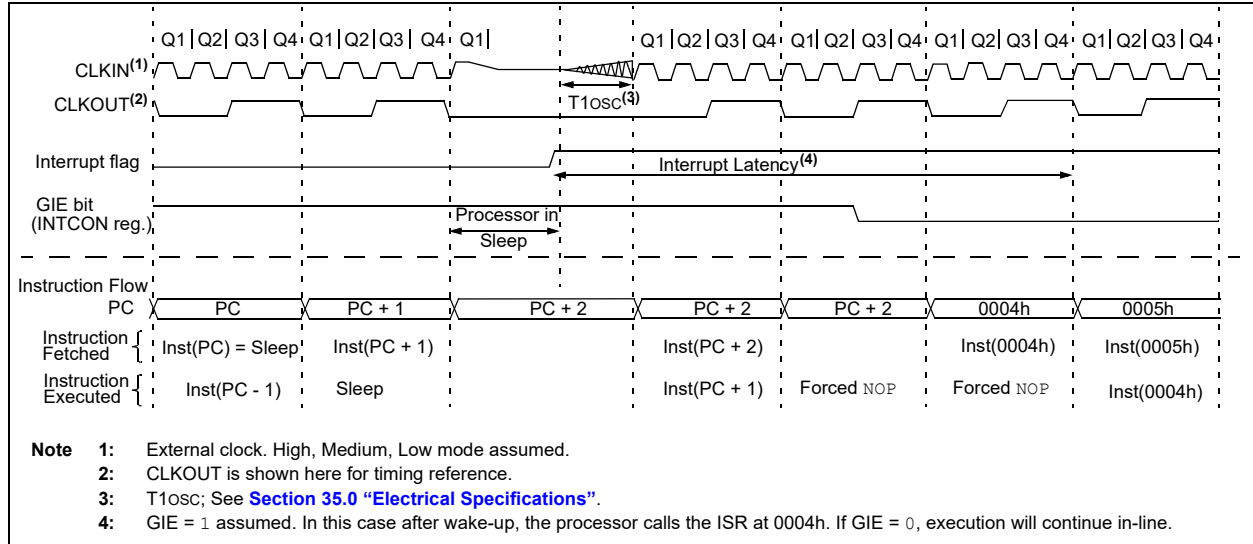 Q1| Q2| Q3| Q4 Q1| Q2| Q3| Q4 Q1| Q1| Q2| Q3| Q4 Q1| Q2| Q3| Q4 Q1| Q2| Q3| Q4 Q1| Q2| Q3| Q4
CLKIN(1)
CLKOUT(2) T1OSC(3)
Interrupt flag Interrupt Latency(4)
GIE bit
(INTCON reg.) Processor in
Sleep
Instruction Flow
PC PC PC + 1 PC + 2 PC + 2 PC + 2 0004h 0005h
Instruction
Fetched { Inst(PC) = Sleep Inst(PC + 1) Inst(PC + 2) Inst(0004h) Inst(0005h)
Instruction
Executed { Inst(PC - 1) Sleep Inst(PC + 1) Forced NOP Forced NOP Inst(0004h)
Note 1: External clock. High, Medium, Low mode assumed.
2: CLKOUT is shown here for timing reference.
3: T1OSC; See Section 35.0 “Electrical Specifications”.
4: GIE = 1 assumed. In this case after wake-up, the processor calls the ISR at 0004h. If GIE = 0, execution will continue in-line.